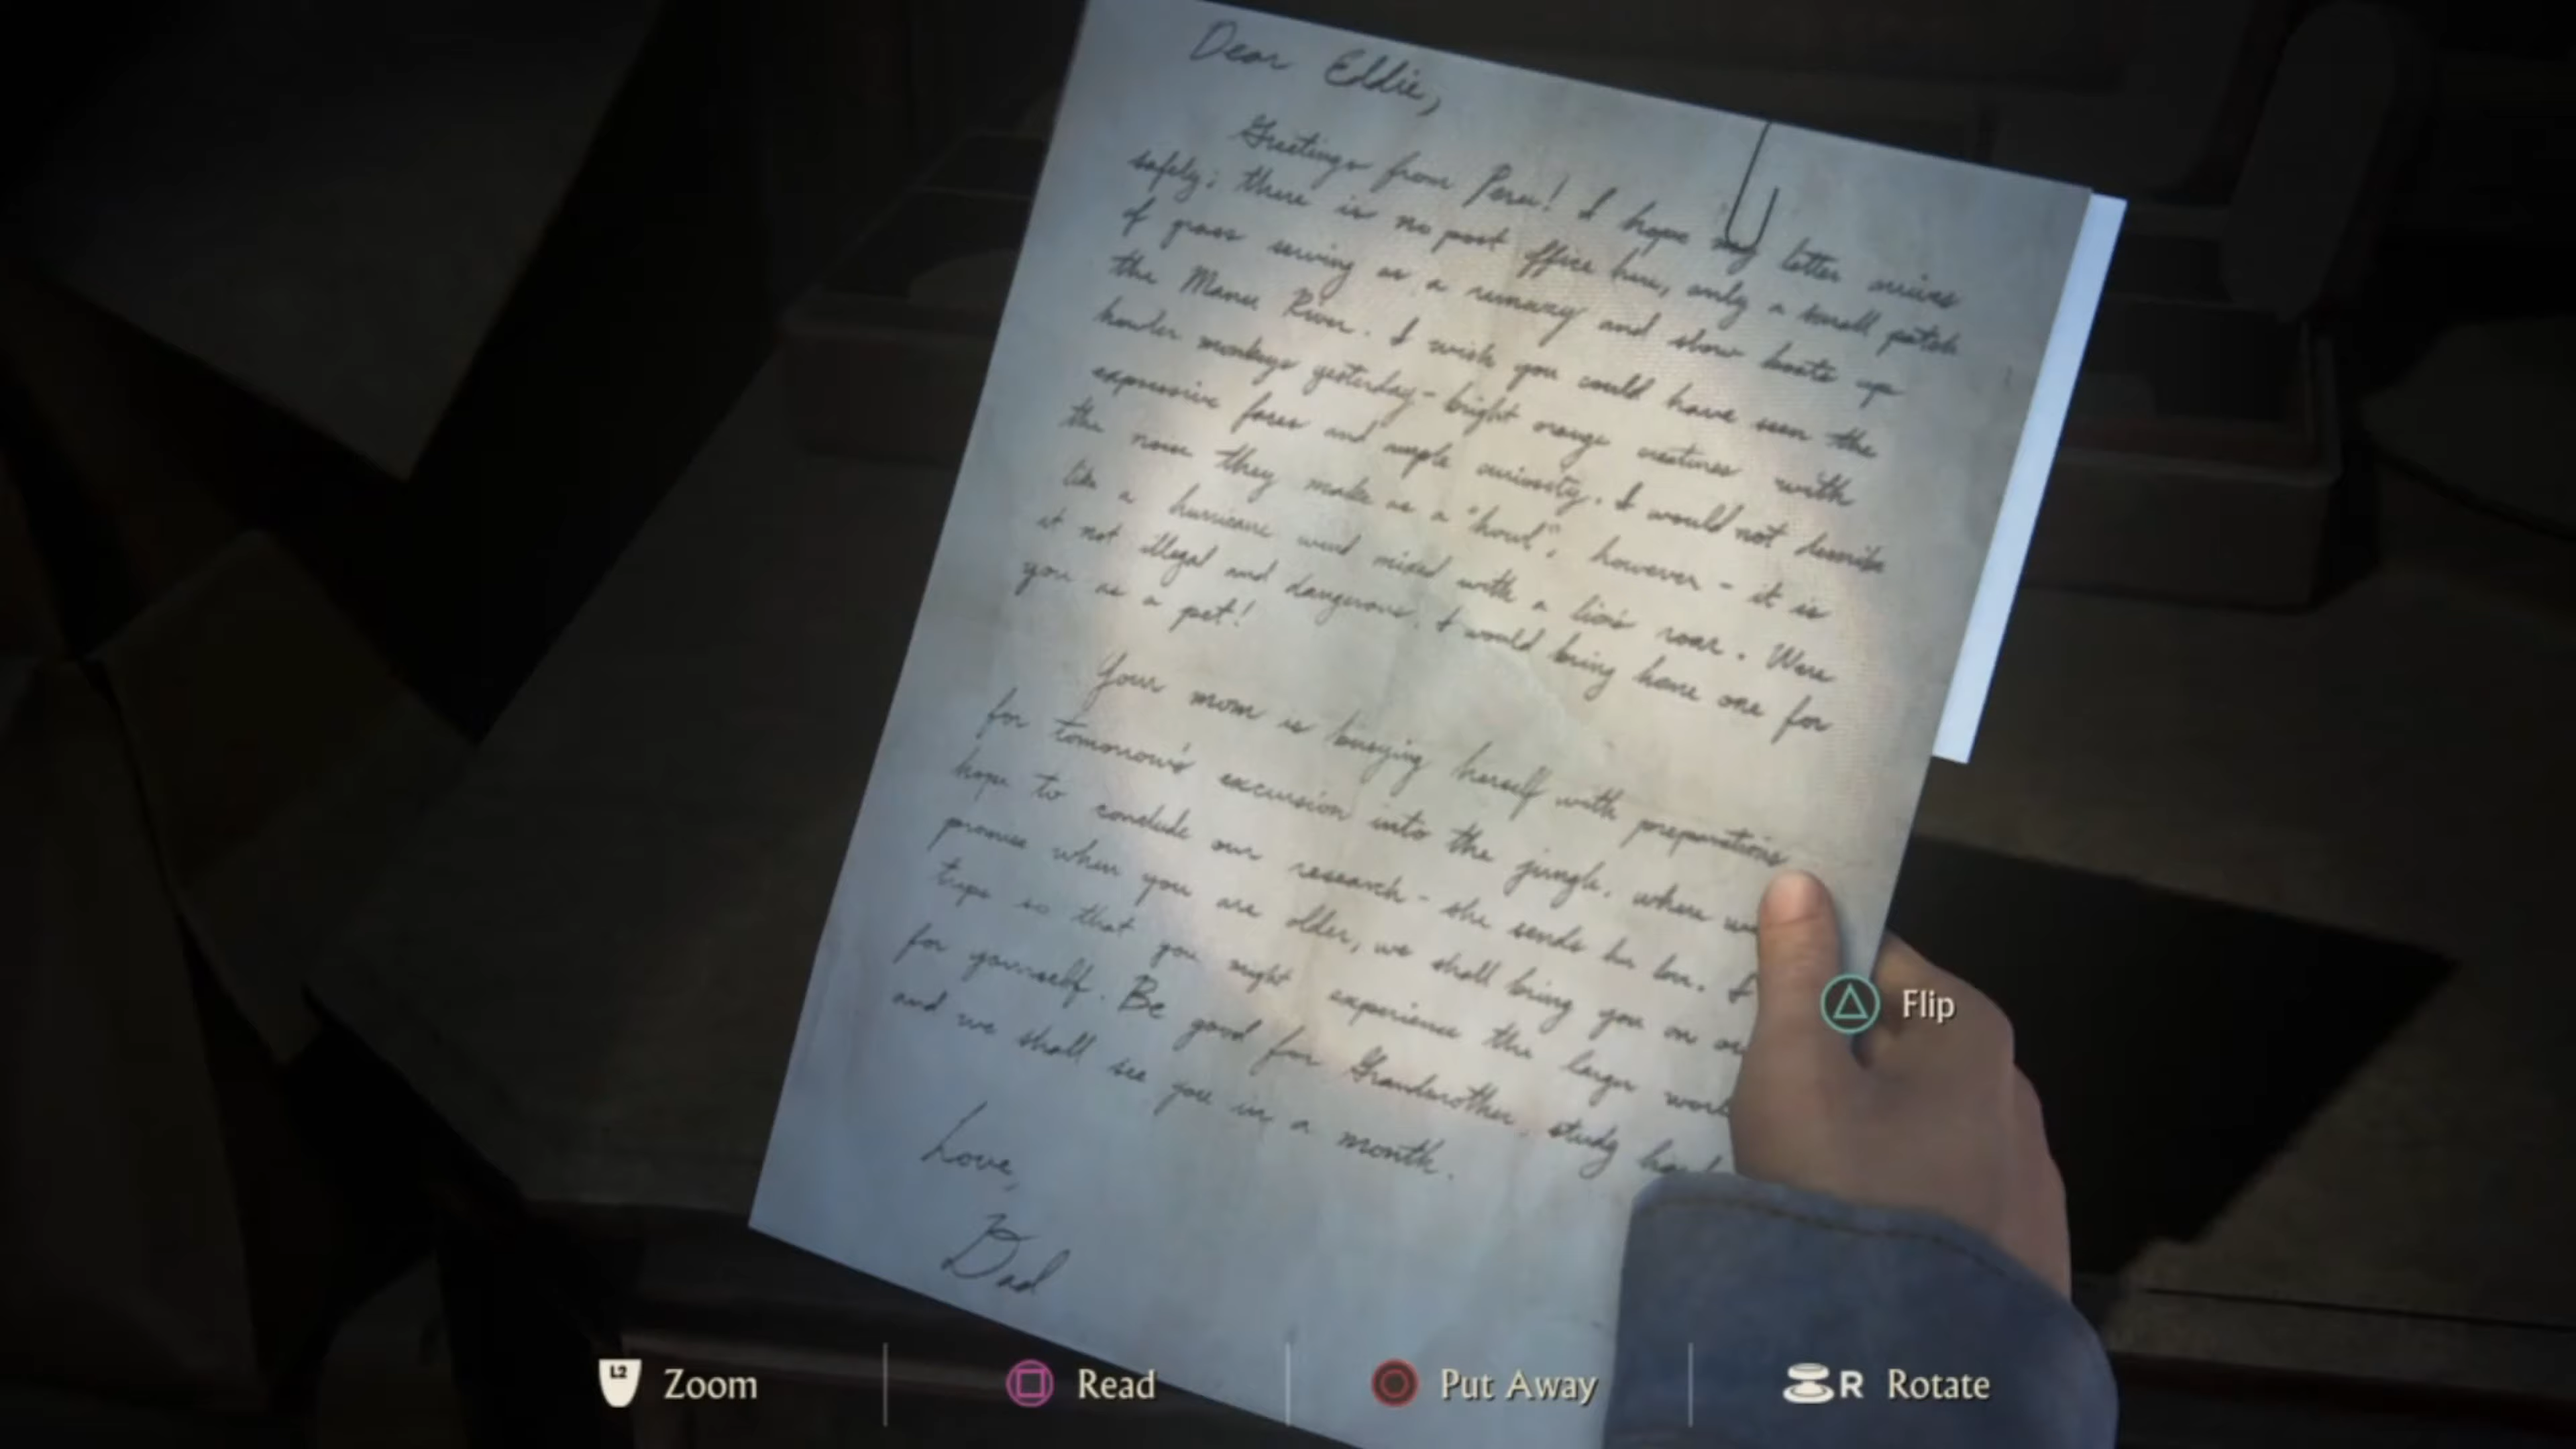 Dear Eddie,
Greetings from Peru! I hope my letter arrives
safely; there is no post office here, only a small patch
of grass serving as a runway and slow boats up
the Manu River. I wish you could have seen the
howler monkeys yesterday - bright orange creatures with
expressive faces and ample curiosity. I would not describe
the noise they make as a "howl", however - it is
like a hurricane wind mixed with a lion's roar. Were
it not illegal and dangerous, I would bring home one for
you as a pet!
Your mom is busying herself with preparations
for tomorrow's excursion into the jungle, where we
hope to conclude our research - she sends her love. I
promise when you are older, we shall bring you on
trips so that you might experience the larger
for yourself. Be good for Grandmother, study
and we shall see you in a month.
Love,
Dad
Flip
L2 Zoom
Read
Put Away
R Rotate